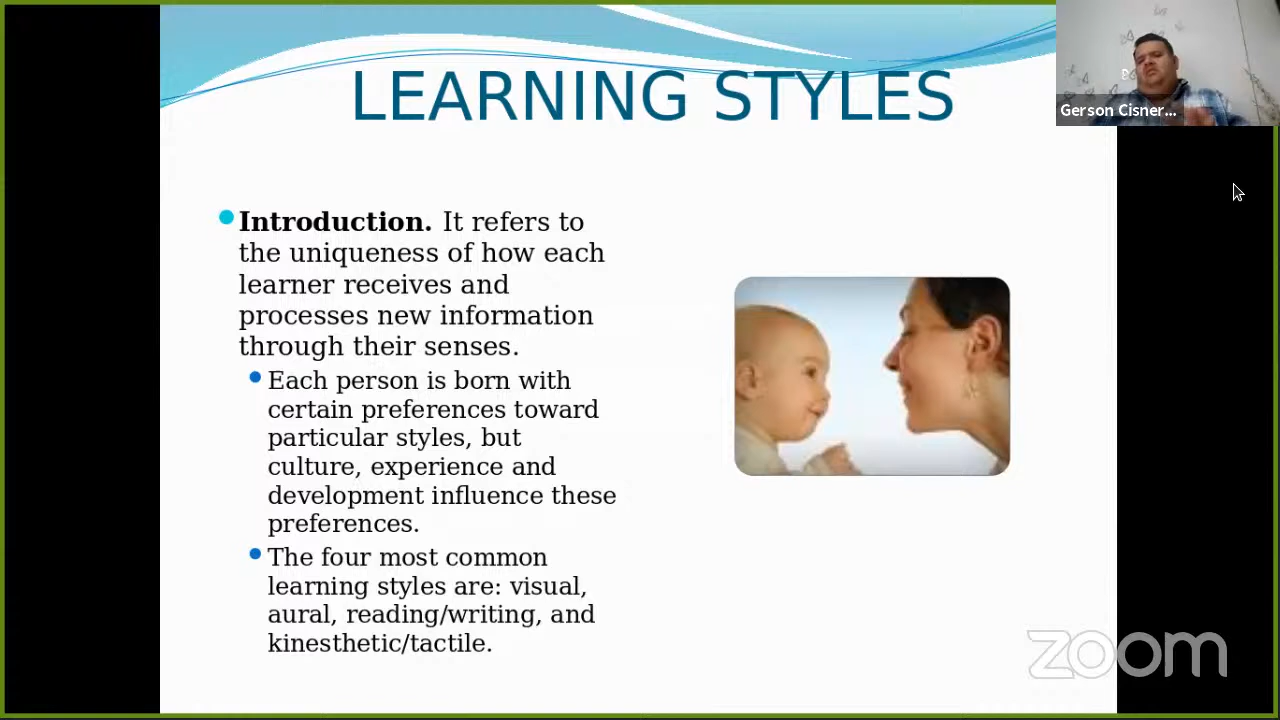 LEARNING STYLES
Gerson Cisner...
Introduction. It refers to
the uniqueness of how each
learner receives and
processes new information
through their senses.
Each person is born with
certain preferences toward
particular styles, but
culture, experience and
development influence these
preferences.
The four most common
learning styles are: visual,
aural, reading/writing, and
kinesthetic/tactile.
zoom